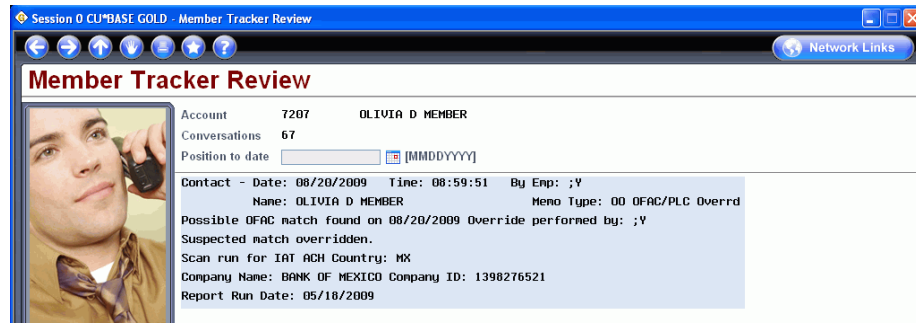 Session 0 CU*BASE GOLD - Member Tracker Review
Network Links
Member Tracker Review
Account 7207 OLIVIA D MEMBER
Conversations 67
Position to date [MMDDYYYY]
Contact - Date: 08/20/2009 Time: 08:59:51 By Emp: ;Y
Name: OLIVIA D MEMBER Memo Type: OO OFAC/PLC Overrd
Possible OFAC match found on 08/20/2009 Override performed by: ;Y
Suspected match overridden.
Scan run for IAT ACH Country: MX
Company Name: BANK OF MEXICO Company ID: 1398276521
Report Run Date: 05/18/2009